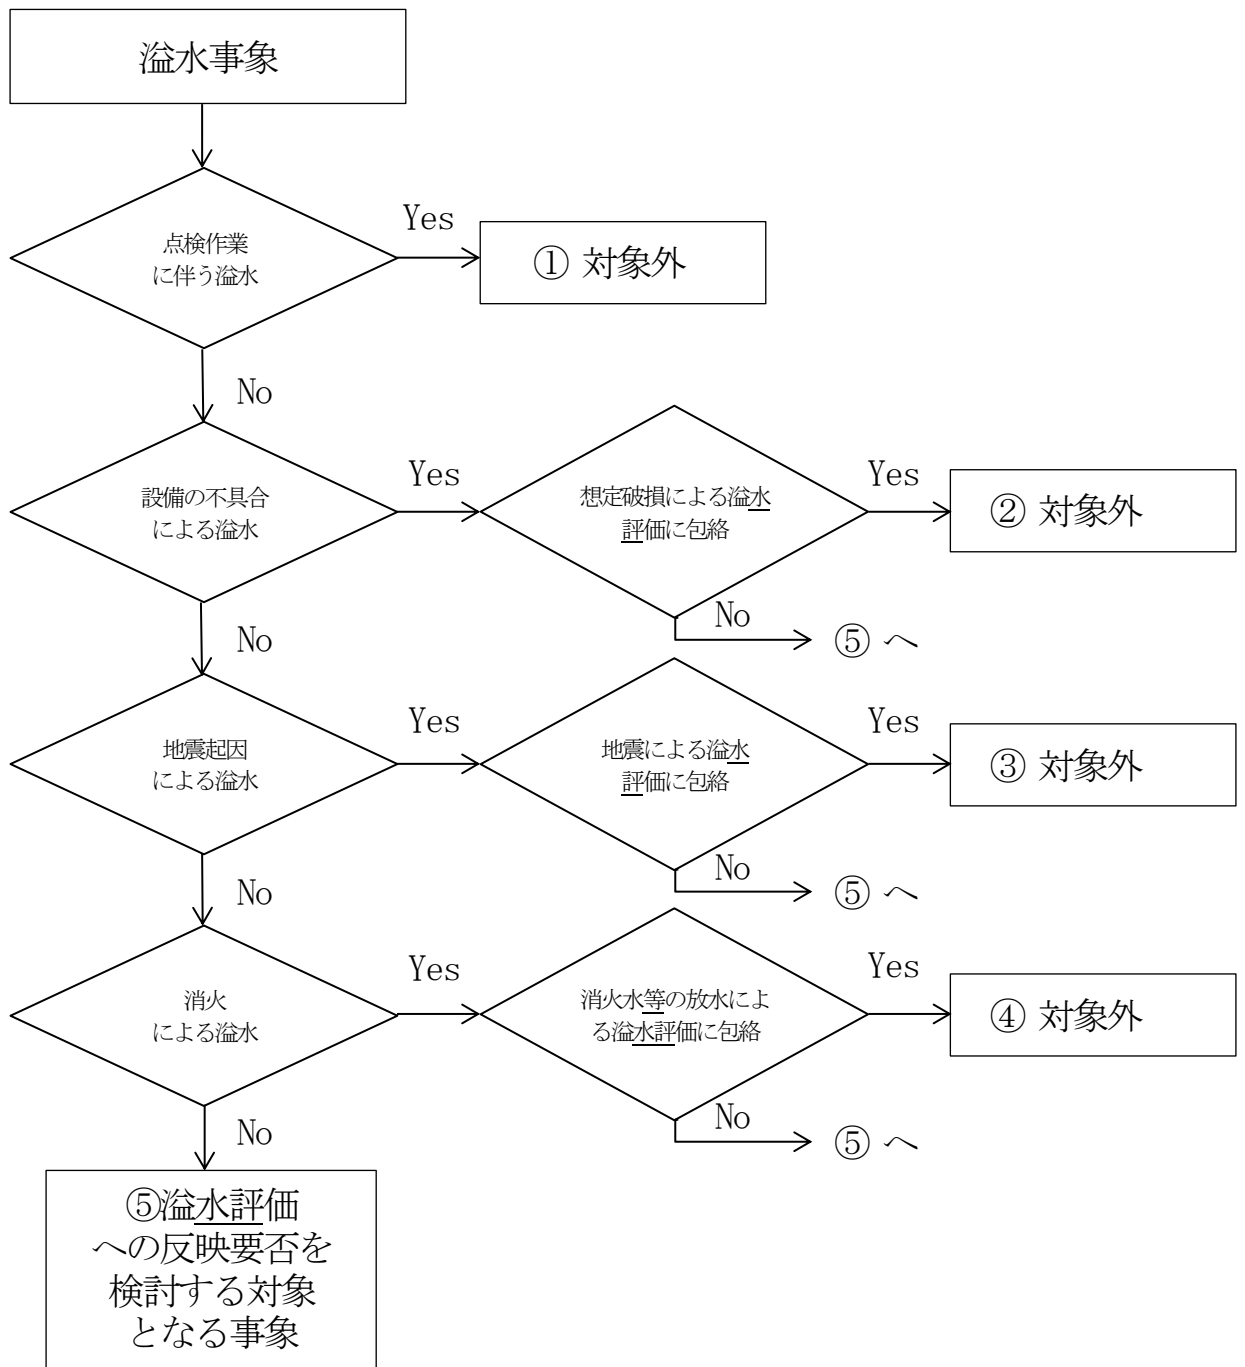 溢水事象
点検作業
に伴う溢水
Yes
① 対象外
No
設備の不具合
による溢水
Yes
想定破損による溢水
評価に包絡
Yes
② 対象外
No
⑤ へ
No
地震起因
による溢水
Yes
地震による溢水
評価に包絡
Yes
③ 対象外
No
⑤ へ
No
消火
による溢水
Yes
消火水等の放水によ
る溢水評価に包絡
Yes
④ 対象外
No
⑤ へ
No
⑤溢水評価
への反映要否を
検討する対象
となる事象